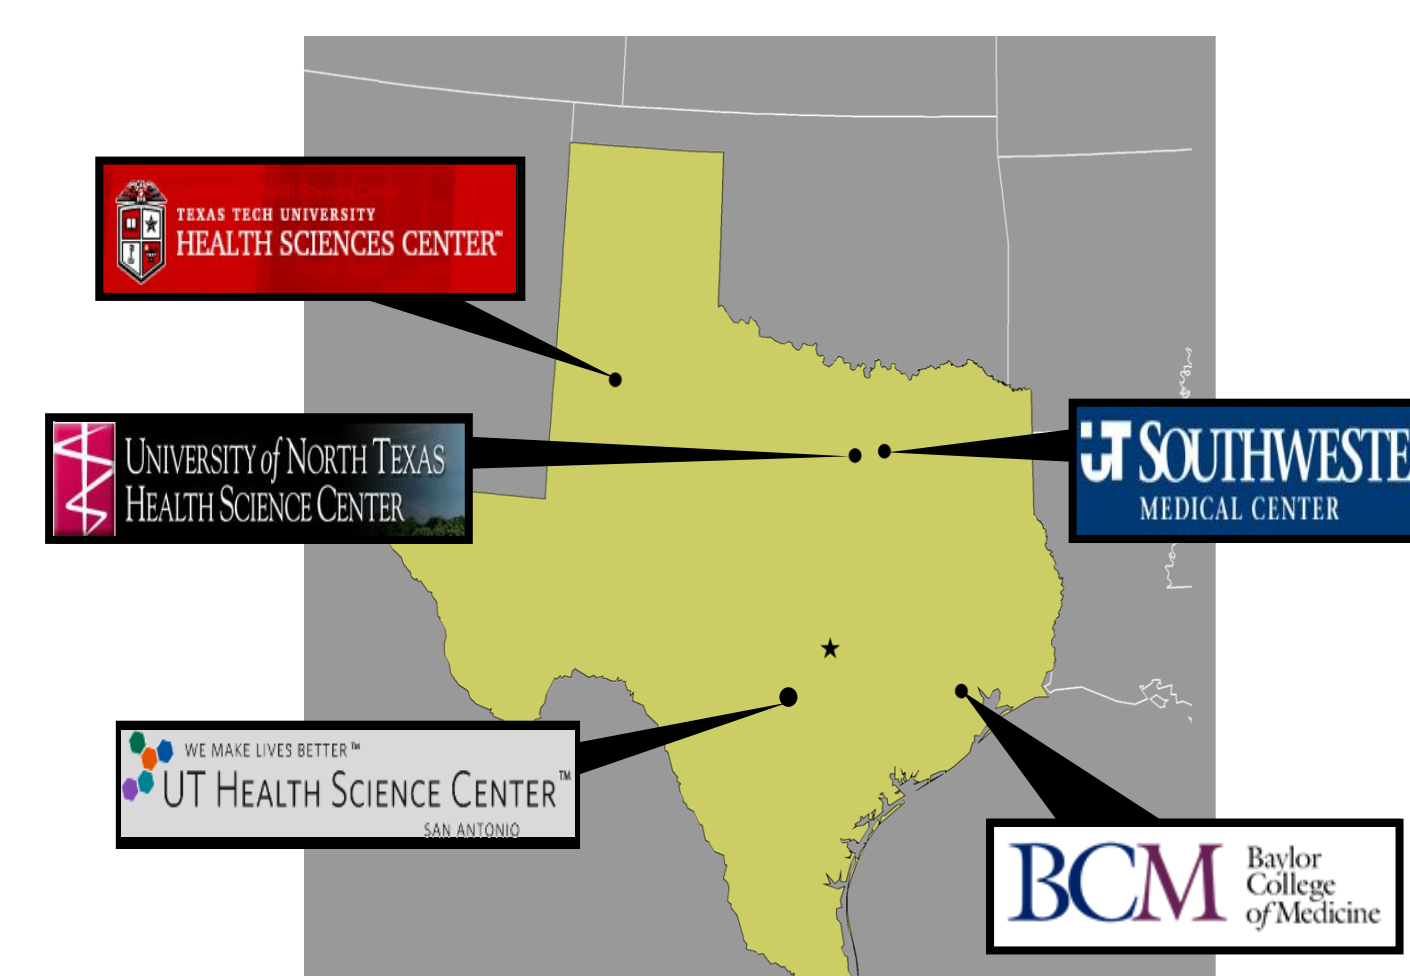 TEXAS TECH UNIVERSITY
HEALTH SCIENCES CENTER™
UNIVERSITY of NORTH TEXAS
HEALTH SCIENCE CENTER
UT SOUTHWESTE
MEDICAL CENTER
WE MAKE LIVES BETTER™
UT HEALTH SCIENCE CENTER™
SAN ANTONIO
BCM
Baylor
College
of Medicine